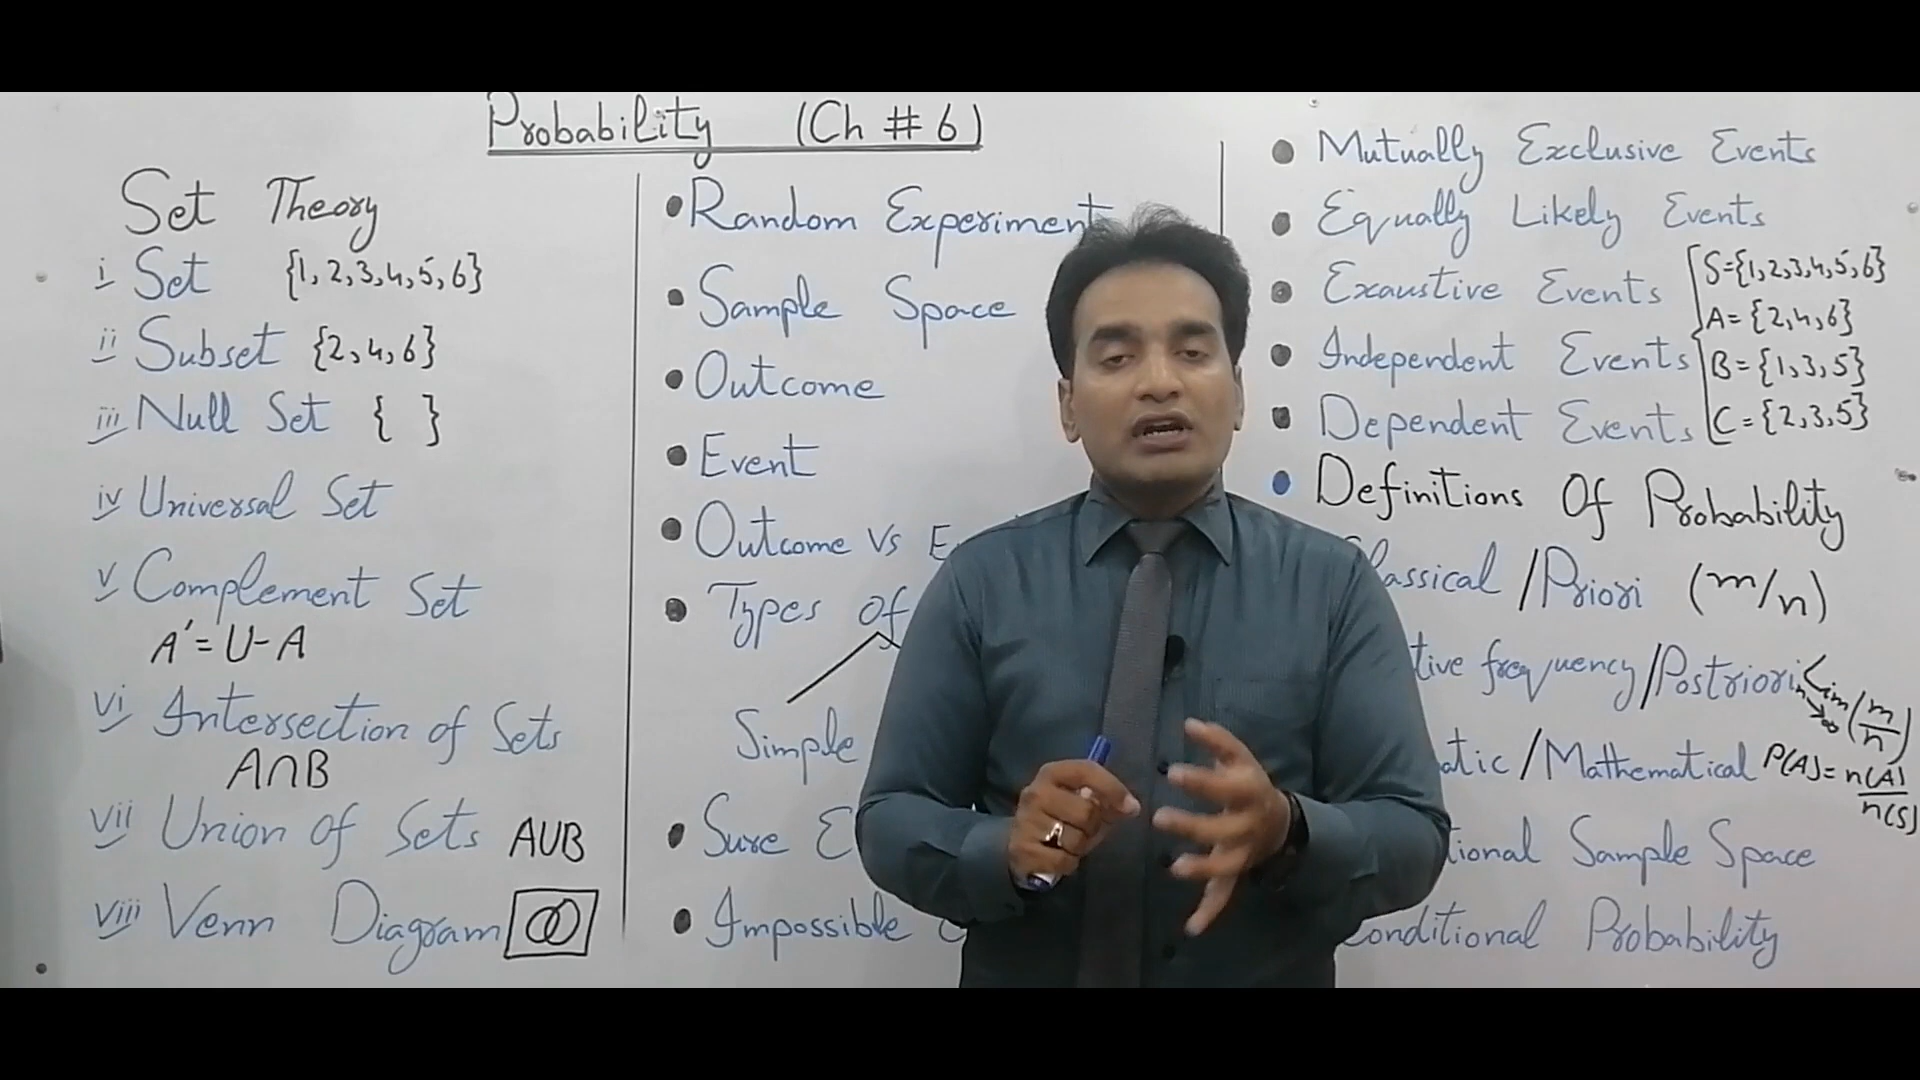 Probability (Ch # 6)
Set Theory
i Set {1,2,3,4,5,6}
ii Subset {2,4,6}
iii Null Set { }
iv Universal Set
v Complement Set
A' = U - A
vi Intersection of Sets
A∩B
vii Union of Sets AUB
viii Venn Diagram
• Random Experiment
• Sample Space
• Outcome
• Event
• Outcome Vs
• Types Of
Simple
• Sure
• Impossible
• Mutually Exclusive Events
• Equally Likely Events
• Exaustive Events
• Independent Events
• Dependent Events
S={1,2,3,4,5,6}
A={2,4,6}
B={1,3,5}
C={2,3,5}
• Definitions Of Probability
lassical /Priori (m/n)
tive frequency/Postriori Lim n→∞ (m/n)
atic /Mathematical P(A)=n(A)/n(S)
tional Sample Space
onditional Probability